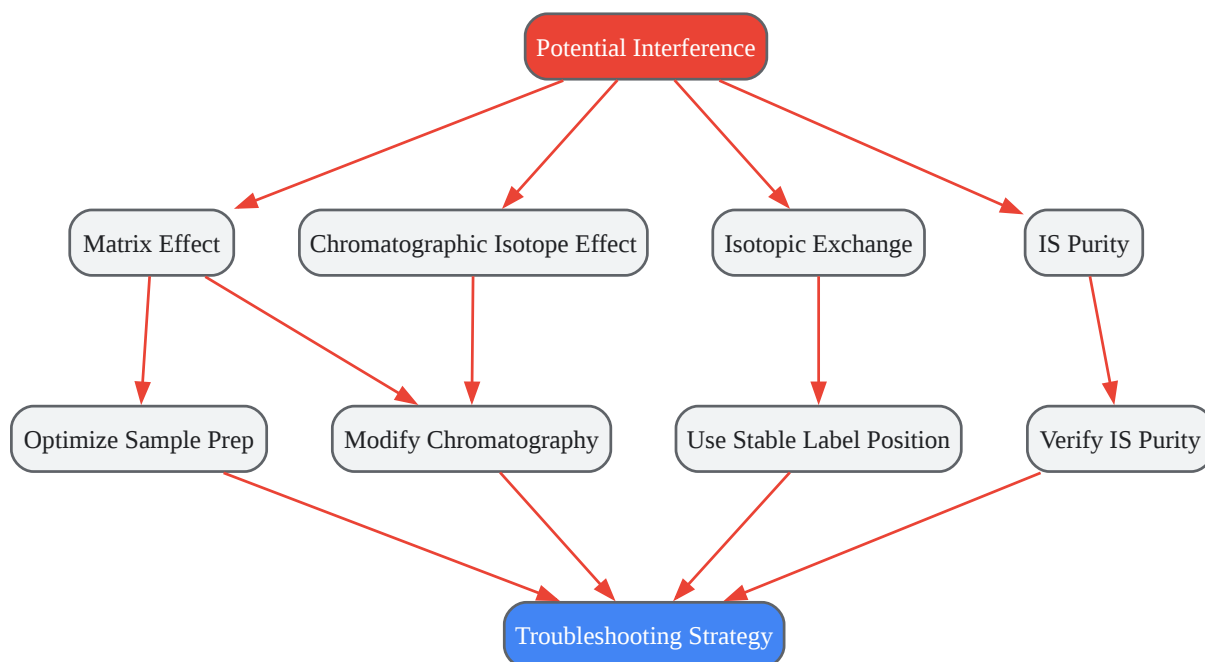 Potential Interference
Matrix Effect
Chromatographic Isotope Effect
Isotopic Exchange
IS Purity
Optimize Sample Prep
Modify Chromatography
Use Stable Label Position
Verify IS Purity
Troubleshooting Strategy